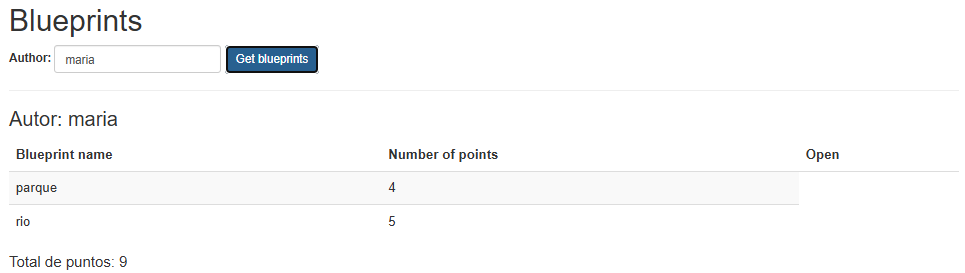 Blueprints
Author: maria Get blueprints
Autor: maria
Blueprint name Number of points Open
parque 4
rio 5
Total de puntos: 9